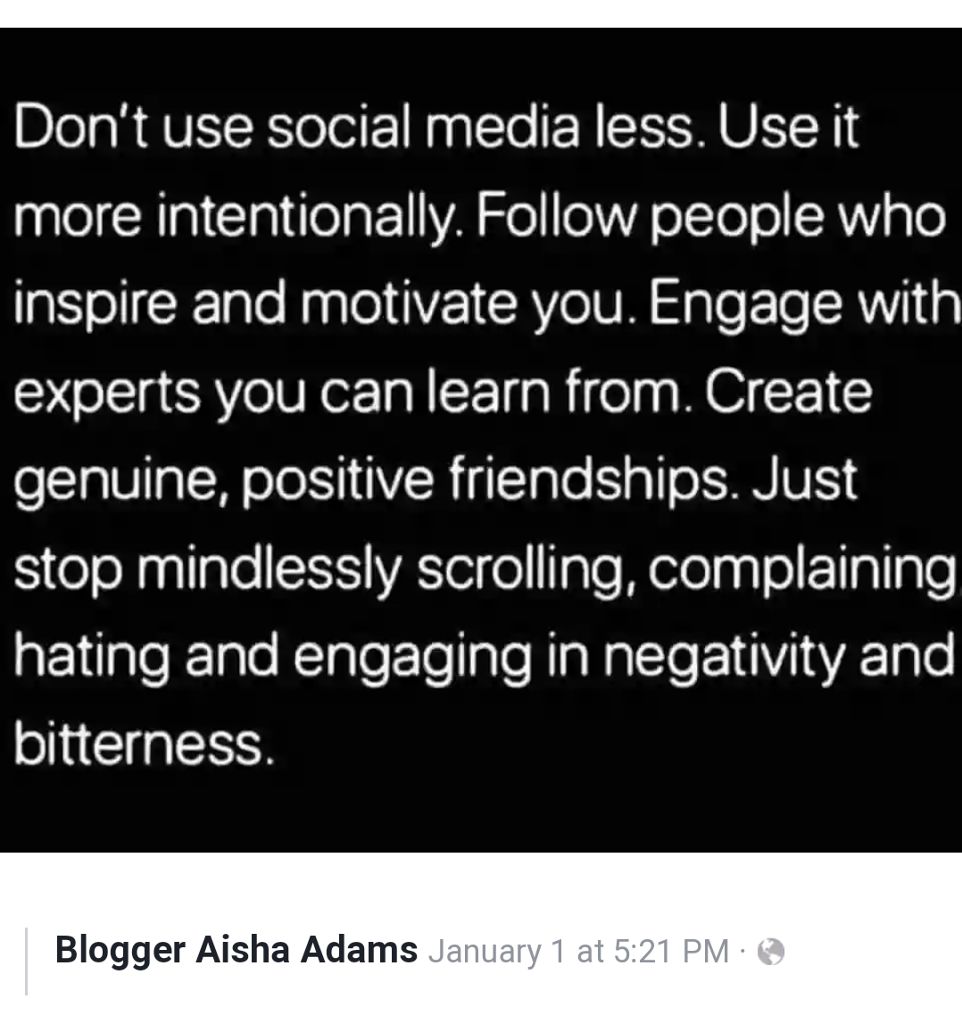 Don't use social media less. Use it
more intentionally. Follow people who
inspire and motivate you. Engage with
experts you can learn from. Create
genuine, positive friendships. Just
stop mindlessly scrolling, complaining,
hating and engaging in negativity and
bitterness.
Blogger Aisha Adams January 1 at 5:21 PM ·